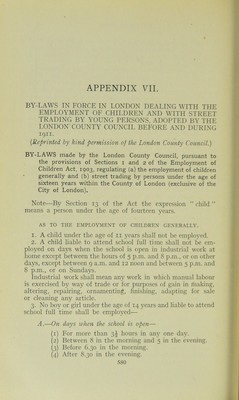 APPENDIX VII.
BY-LAWS IN FORCE IN LONDON DEALING WITH THE
EMPLOYMENT OF CHILDREN AND WITH STREET
TRADING BY YOUNG PERSONS, ADOPTED BY THE
LONDON COUNTY COUNCIL BEFORE AND DURING
1911.
(Reprinted by kind permission of the London County Council.)
BY-LAWS made by the London County Council, pursuant to
the provisions of Sections 1 and 2 of the Employment of
Children Act, 1903, regulating (a) the employment of children
generally and (b) street trading by persons under the age of
sixteen years within the County of London (exclusive of the
City of London).
Note—By Section 13 of the Act the expression "child"
means a person under the age of fourteen years.
AS TO THE EMPLOYMENT OF CHILDREN GENERALLY.
1. A child under the age of 11 years shall not be employed.
2. A child liable to attend school full time shall not be em-
ployed on days when the school is open in industrial work at
home except between the hours of 5 p.m. and 8 p.m., or on other
days, except between 9 a.m. and 12 noon and between 5 p.m. and
8 p.m., or on Sundays.
Industrial work shall mean any work in which manual labour
is exercised by way of trade or for purposes of gain in making,
altering, repairing, ornamenting, finishing, adapting for sale
or cleaning any article.
3. No boy or girl under the age of 14 years and liable to attend
school full time shall be employed—
A.—On days when the school is open—
(1) For more than 3½ hours in any one day.
(2) Between 8 in the morning and 5 in the evening.
(3) Before 6.30 in the morning.
(4) After 8.30 in the evening.